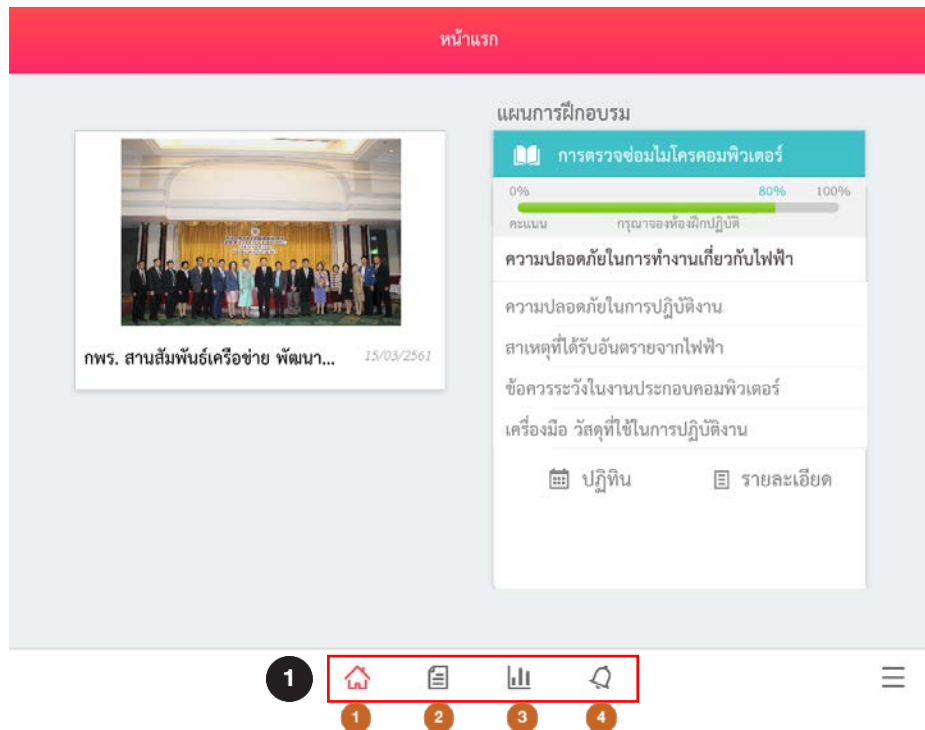 หน้าแรก
แผนการฝึกอบรม
การตรวจซ่อมไมโครคอมพิวเตอร์
0% 80% 100%
คะแนน กรุณาจองห้องฝึกปฏิบัติ
ความปลอดภัยในการทำงานเกี่ยวกับไฟฟ้า
ความปลอดภัยในการปฎิบัติงาน
สาเหตุที่ได้รับอันตรายจากไฟฟ้า
ข้อควรระวังในงานประกอบคอมพิวเตอร์
เครื่องมือ วัสดุที่ใช้ในการปฏิบัติงาน
ปฏิทิน รายละเอียด
กพร. สานสัมพันธ์เครือข่าย พัฒนา... 15/03/2561
1
1 2 3 4